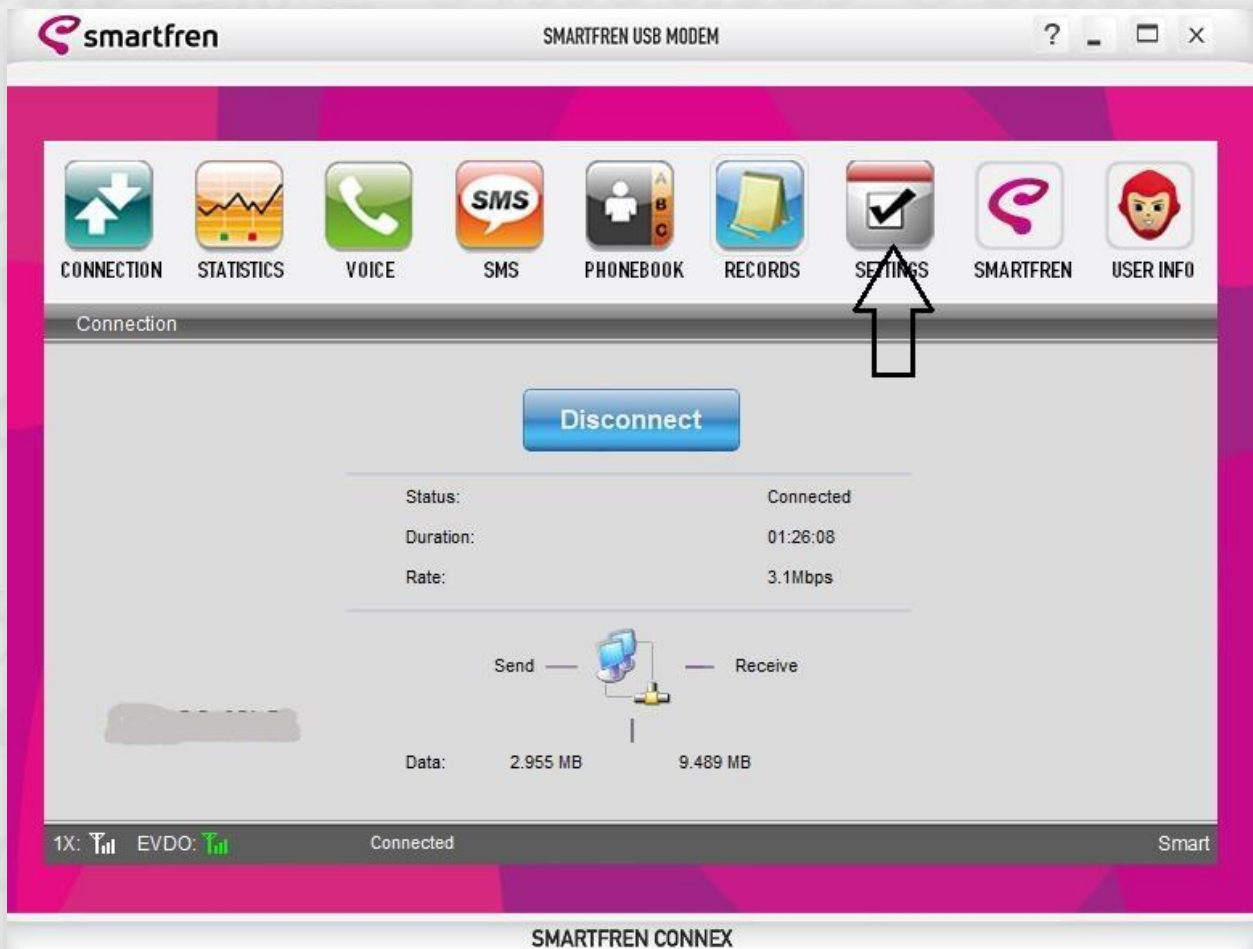 smartfren SMARTFREN USB MODEM ?
SMS A B C
CONNECTION STATISTICS VOICE SMS PHONEBOOK RECORDS SETTINGS SMARTFREN USER INFO
Connection
Disconnect
Status: Connected
Duration: 01:26:08
Rate: 3.1Mbps
Send Receive
Data: 2.955 MB 9.489 MB
1X: EVDO: Connected Smart
SMARTFREN CONNEX